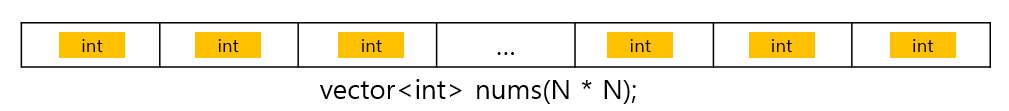 int int int ... int int int
vector<int> nums(N * N);